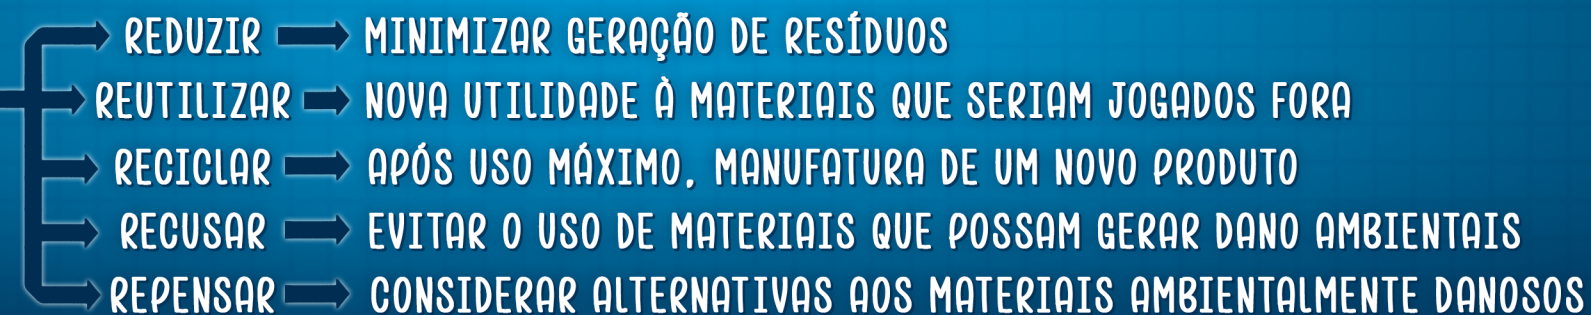 REDUZIR MINIMIZAR GERAÇÃO DE RESÍDUOS
REUTILIZAR NOVA UTILIDADE À MATERIAIS QUE SERIAM JOGADOS FORA
RECICLAR APÓS USO MÁXIMO, MANUFATURA DE UM NOVO PRODUTO
RECUSAR EVITAR O USO DE MATERIAIS QUE POSSAM GERAR DANO AMBIENTAIS
REPENSAR CONSIDERAR ALTERNATIVAS AOS MATERIAIS AMBIENTALMENTE DANOSOS